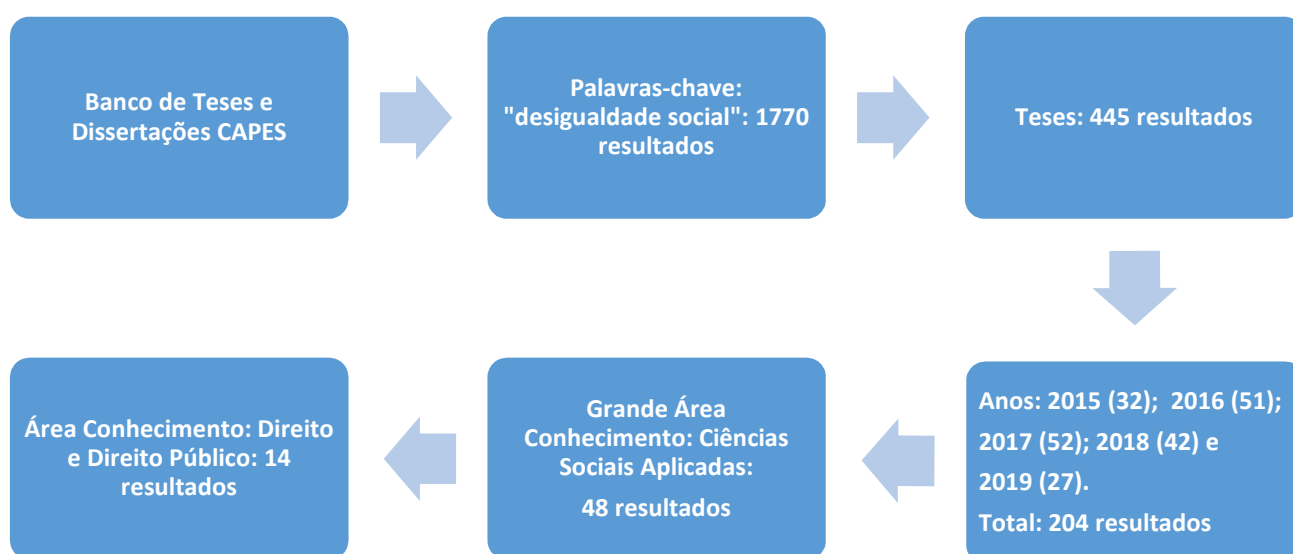 Banco de Teses e
Dissertações CAPES
Palavras-chave:
"desigualdade social": 1770
resultados
Teses: 445 resultados
Anos: 2015 (32); 2016 (51);
2017 (52); 2018 (42) e
2019 (27).
Total: 204 resultados
Grande Área
Conhecimento: Ciências
Sociais Aplicadas:
48 resultados
Área Conhecimento: Direito
e Direito Público: 14
resultados